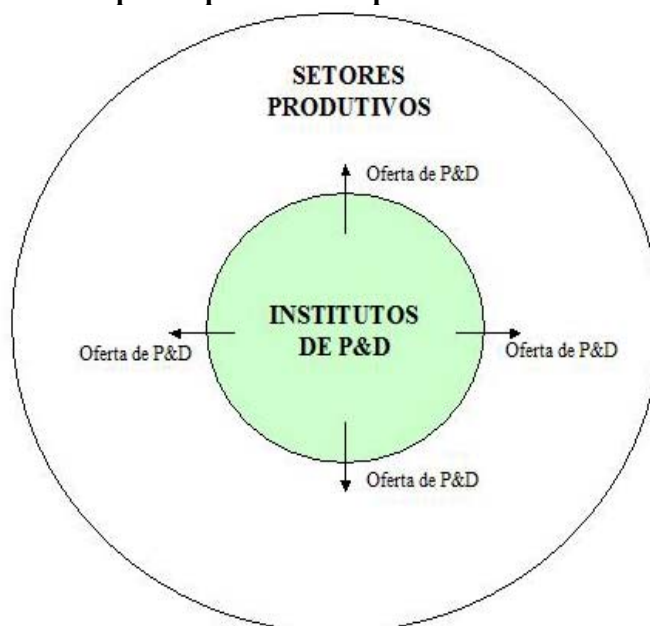 SETORES
PRODUTIVOS
Oferta de P&D
INSTITUTOS
DE P&D
Oferta de P&D
Oferta de P&D
Oferta de P&D